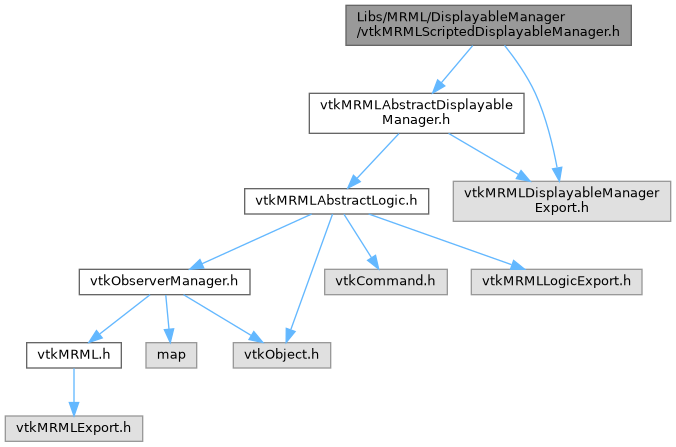 Libs/MRML/DisplayableManager
/vtkMRMLScriptedDisplayableManager.h
vtkMRMLAbstractDisplayable
Manager.h
vtkMRMLDisplayableManager
Export.h
vtkMRMLAbstractLogic.h
vtkObserverManager.h
vtkCommand.h
vtkMRMLLogicExport.h
vtkMRML.h
map
vtkObject.h
vtkMRMLExport.h